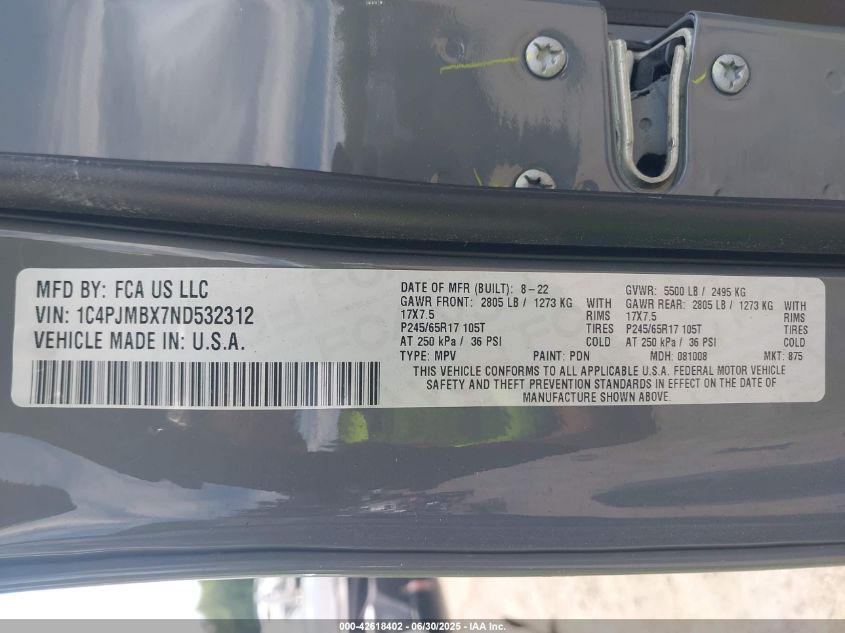 MFD BY: FCA US LLC
VIN: 1C4PJMBX7ND532312
VEHICLE MADE IN: U.S.A.
DATE OF MFR (BUILT): 8-22 GVWR: 5500 LB / 2495 KG
GAWR FRONT: 2805 LB / 1273 KG WITH GAWR REAR: 2805 LB / 1273 KG WITH
17X7.5 RIMS 17X7.5 RIMS
P245/65R17 105T TIRES P245/65R17 105T TIRES
AT 250 kPa / 36 PSI COLD AT 250 kPa / 36 PSI COLD
TYPE: MPV PAINT: PDN MDH: 081008 MKT: 875
THIS VEHICLE CONFORMS TO ALL APPLICABLE U.S.A. FEDERAL MOTOR VEHICLE
SAFETY AND THEFT PREVENTION STANDARDS IN EFFECT ON THE DATE OF
MANUFACTURE SHOWN ABOVE
000-42618402 - 06/30/2025 - IAA Inc.